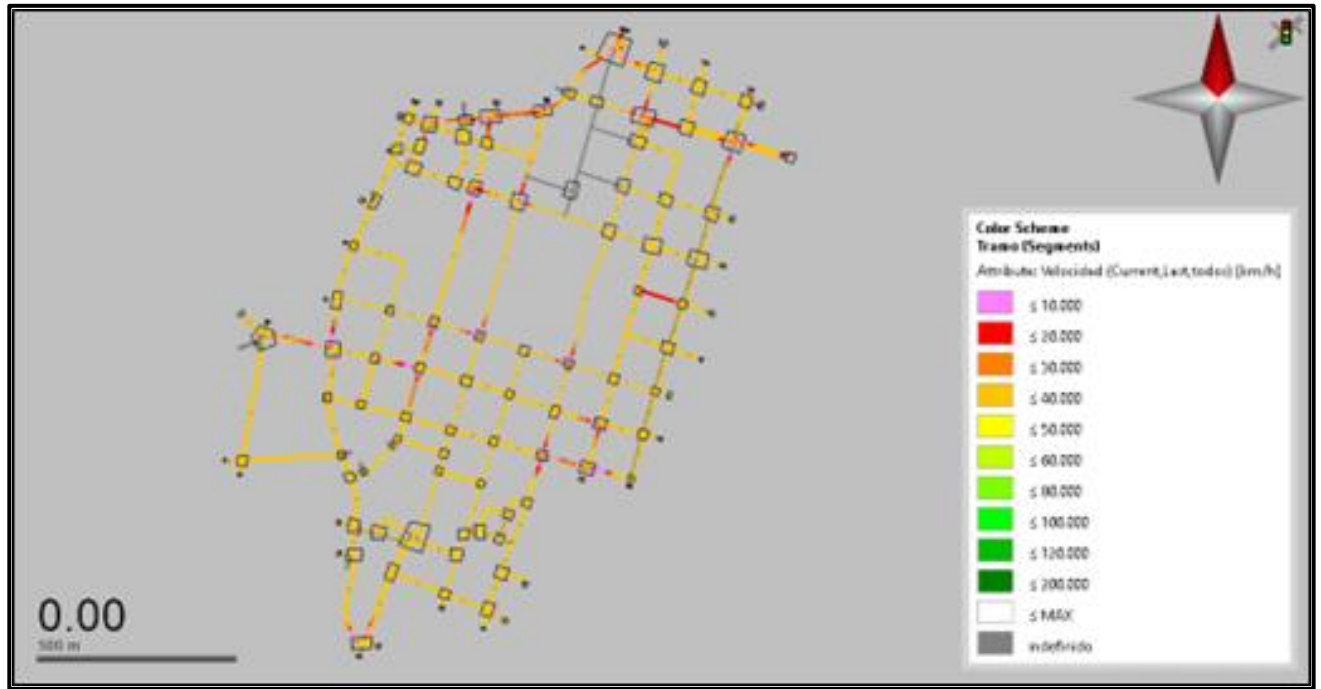 Color Scheme
Tramo (Segments)
Attribute: Velocidad (Current,Last,todos) [km/h]
≤ 10.000
≤ 20.000
≤ 30.000
≤ 40.000
≤ 50.000
≤ 60.000
≤ 80.000
≤ 100.000
≤ 120.000
≤ 200.000
≤ MAX
indefinido
0.00
500 m